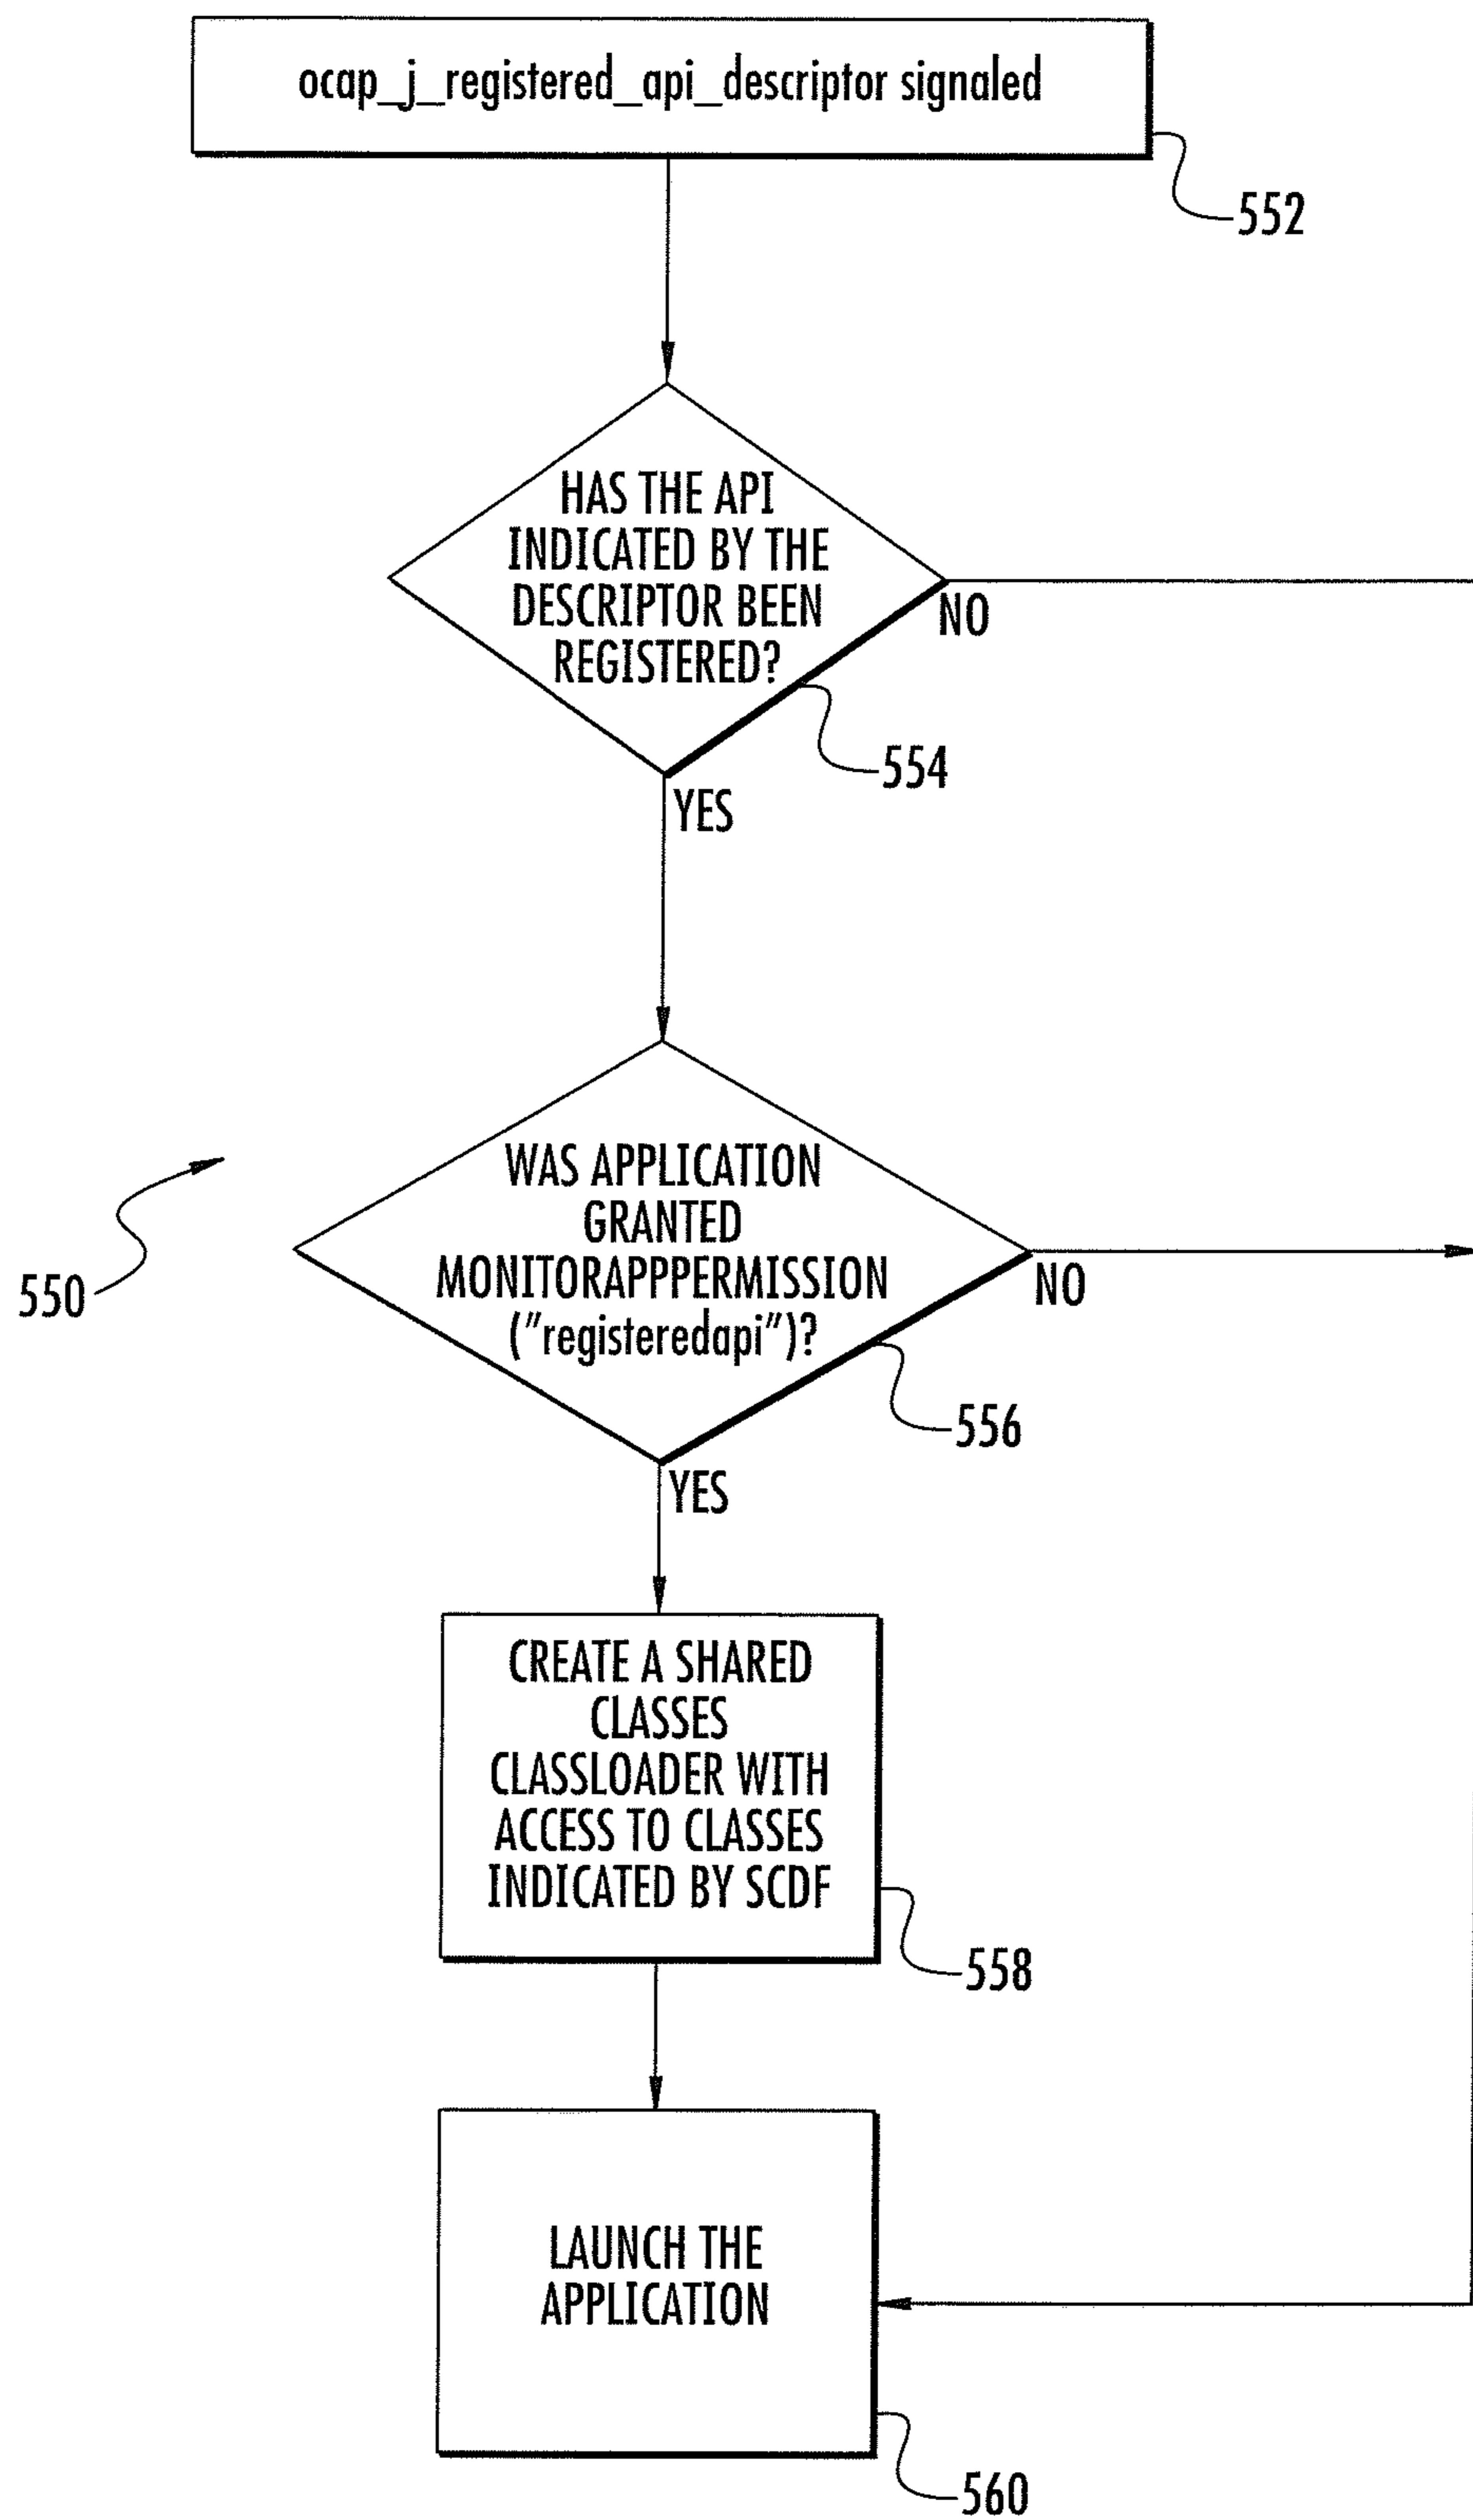 ocap_j_registered_api_descriptor signaled
552
HAS THE API
INDICATED BY THE
DESCRIPTOR BEEN
REGISTERED?
NO
554
YES
WAS APPLICATION
GRANTED
MONITORAPPPERMISSION
("registeredapi")?
550
NO
556
YES
CREATE A SHARED
CLASSES
CLASSLOADER WITH
ACCESS TO CLASSES
INDICATED BY SCDF
558
LAUNCH THE
APPLICATION
560